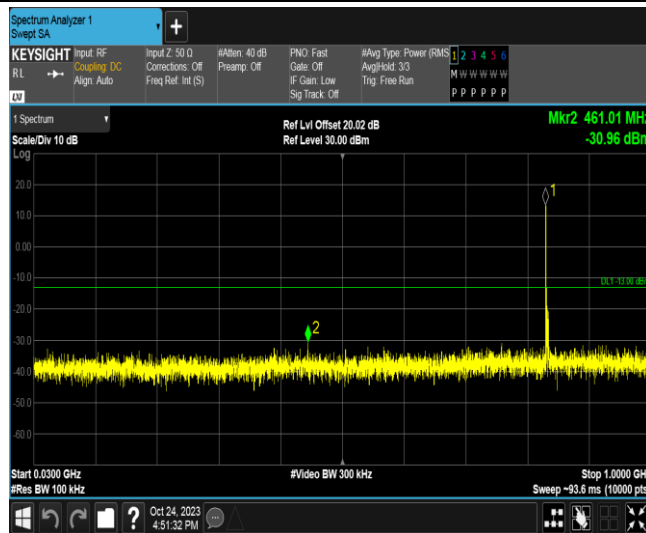 Spectrum Analyzer 1
Swept SA
+
KEYSIGHT
RL
LXI
Input: RF
Coupling: DC
Align: Auto
Input Z: 50 Ω
Corrections: Off
Freq Ref: Int (S)
#Atten: 40 dB
Preamp: Off
PNO: Fast
Gate: Off
IF Gain: Low
Sig Track: Off
#Avg Type: Power (RMS
Avg|Hold: 3/3
Trig: Free Run
1 2 3 4 5 6
M W W W W W
P P P P P P
1 Spectrum
Scale/Div 10 dB
Log
Ref Lvl Offset 20.02 dB
Ref Level 30.00 dBm
Mkr2 461.01 MHz
-30.96 dBm
20.0
10.0
0.00
-10.0
-20.0
-30.0
-40.0
-50.0
-60.0
1
2
DL1 -13.00 dBm
Start 0.0300 GHz
#Res BW 100 kHz
#Video BW 300 kHz
Stop 1.0000 GH
Sweep ~93.6 ms (10000 pts
?
Oct 24, 2023
4:51:32 PM